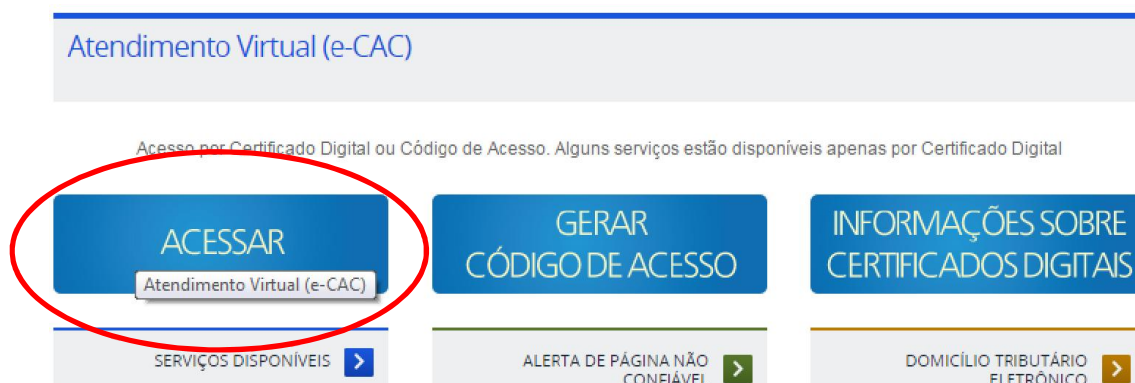 Atendimento Virtual (e-CAC)
Acesso por Certificado Digital ou Código de Acesso. Alguns serviços estão disponíveis apenas por Certificado Digital
ACESSAR
Atendimento Virtual (e-CAC)
GERAR
CÓDIGO DE ACESSO
INFORMAÇÕES SOBRE
CERTIFICADOS DIGITAIS
SERVIÇOS DISPONÍVEIS
ALERTA DE PÁGINA NÃO
CONFIÁVEL
DOMICÍLIO TRIBUTÁRIO
ELETRÔNICO